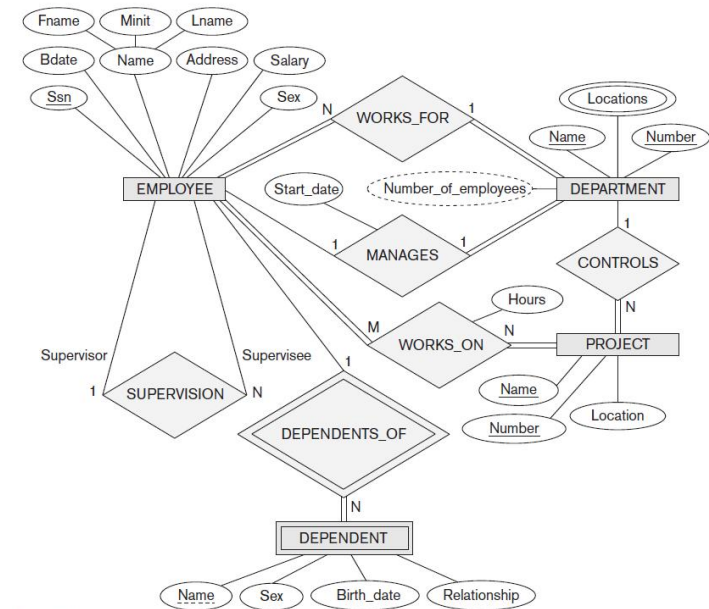 Fname Minit Lname
Bdate Name Address Salary
Ssn Sex
N WORKS_FOR 1
Locations
Name Number
EMPLOYEE
Start_date
Number_of_employees
DEPARTMENT
1 MANAGES 1
1
CONTROLS
N
Hours
M WORKS_ON N
PROJECT
Name
Number
Location
Supervisor Supervisee
1 SUPERVISION N
1
DEPENDENTS_OF
N
DEPENDENT
Name Sex Birth_date Relationship